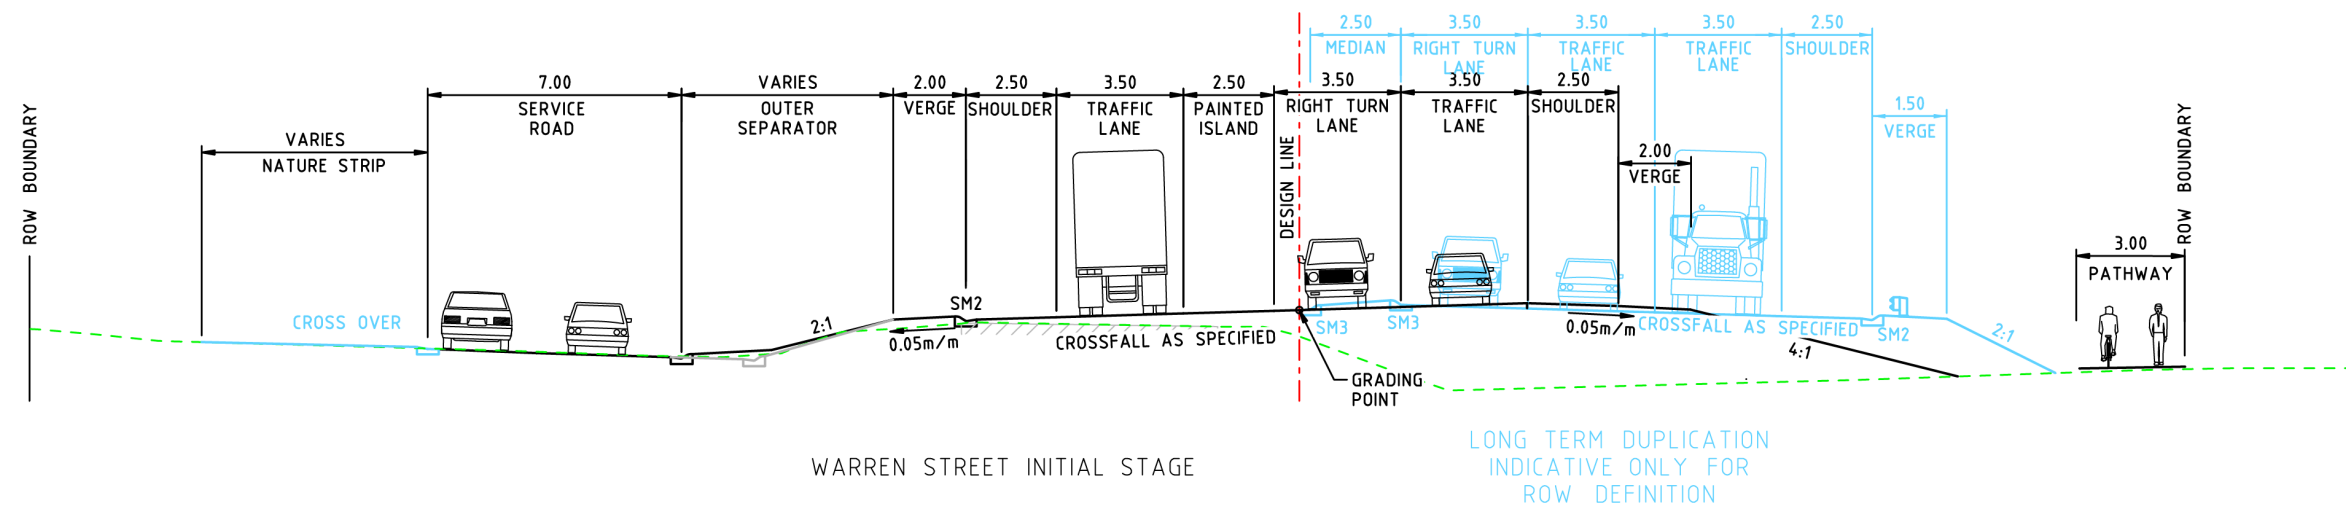 2.50
3.50
3.50
3.50
2.50
MEDIAN
RIGHT TURN
LANE
TRAFFIC
LANE
TRAFFIC
LANE
SHOULDER
7.00
VARIES
2.00
2.50
3.50
2.50
3.50
3.50
2.50
SERVICE
ROAD
OUTER
SEPARATOR
VERGE
SHOULDER
TRAFFIC
LANE
PAINTED
ISLAND
RIGHT TURN
LANE
TRAFFIC
LANE
SHOULDER
1.50
VERGE
VARIES
NATURE STRIP
2.00
VERGE
ROW BOUNDARY
DESIGN LINE
ROW BOUNDARY
3.00
PATHWAY
CROSS OVER
2:1
SM2
0.05m/m
CROSSFALL AS SPECIFIED
SM3
SM3
0.05m/m
CROSSFALL AS SPECIFIED
SM2
2:1
4:1
GRADING
POINT
WARREN STREET INITIAL STAGE
LONG TERM DUPLICATION
INDICATIVE ONLY FOR
ROW DEFINITION